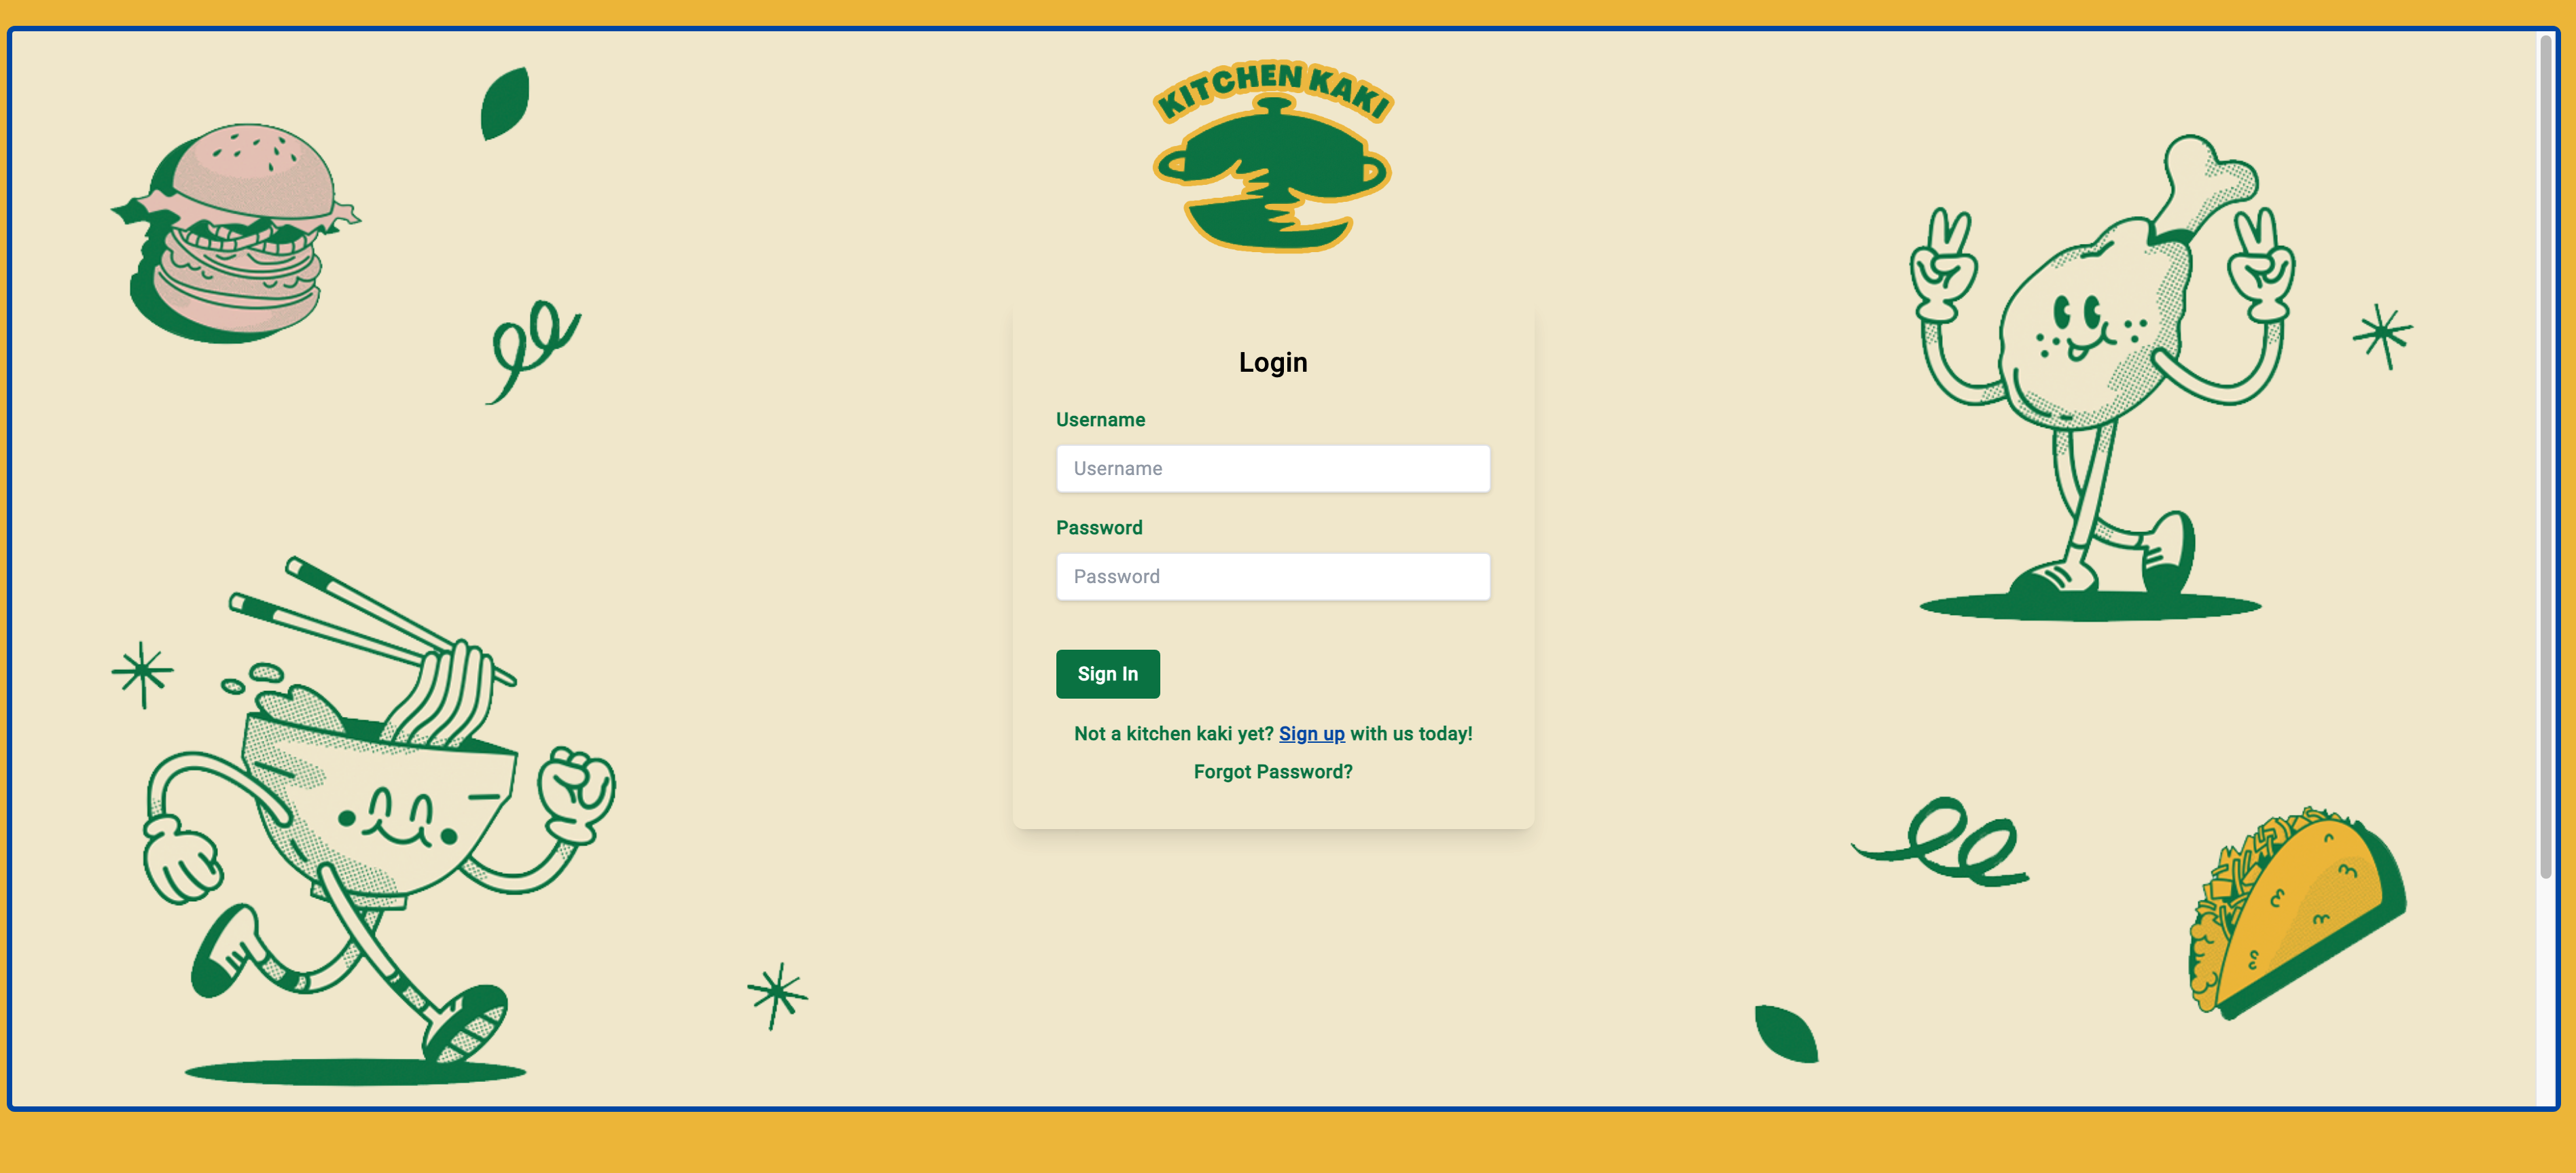 KITCHEN KAKI
Login
Username
Username
Password
Password
Sign In
Not a kitchen kaki yet? Sign up with us today!
Forgot Password?